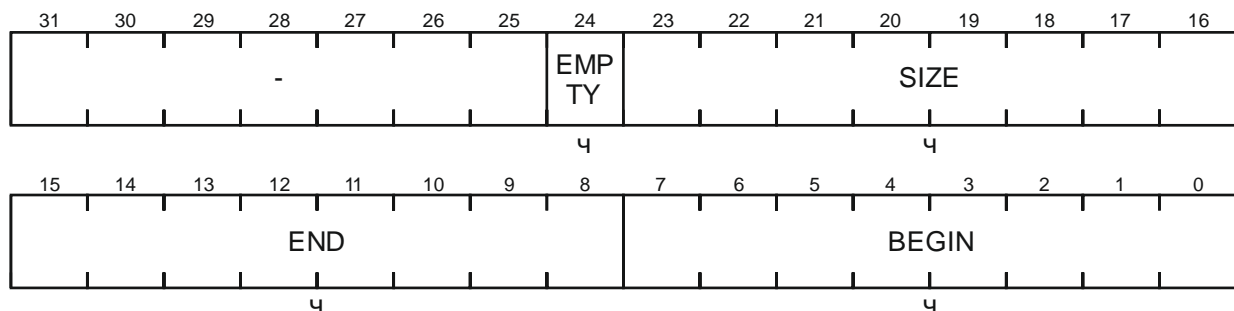 31 30 29 28 27 26 25 24 23 22 21 20 19 18 17 16
- EMP TY SIZE
ч ч
15 14 13 12 11 10 9 8 7 6 5 4 3 2 1 0
END BEGIN
ч ч